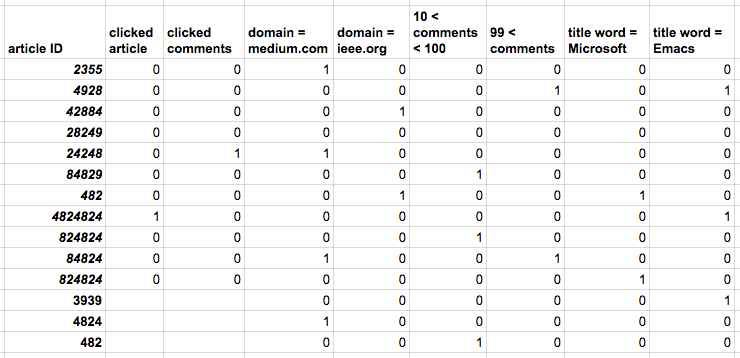 10 <
clicked clicked domain = domain = comments 99 < title word = title word =
article ID article comments medium.com ieee.org < 100 comments Microsoft Emacs
2355 0 0 1 0 0 0 0 0
4928 0 0 0 0 0 1 0 1
42884 0 0 0 1 0 0 0 0
28249 0 0 0 0 0 0 0 0
24248 0 1 1 0 0 0 0 0
84829 0 0 0 0 1 0 0 0
482 0 0 0 1 0 0 1 0
4824824 1 0 0 0 0 0 0 1
824824 0 0 0 0 1 0 0 0
84824 0 0 1 0 0 1 0 0
824824 0 0 0 0 0 0 1 0
3939 0 0 0 0 0 1
4824 1 0 0 0 0 0
482 0 0 1 0 0 0